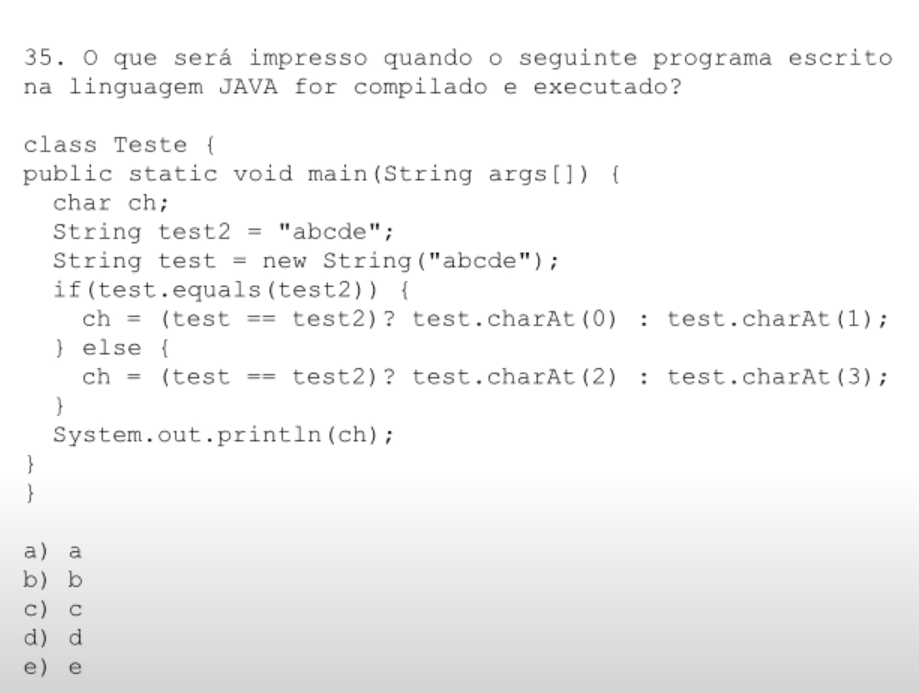 35. O que será impresso quando o seguinte programa escrito
na linguagem JAVA for compilado e executado?
class Teste {
public static void main(String args[]) {
char ch;
String test2 = "abcde";
String test = new String("abcde");
if(test.equals(test2)) {
ch = (test == test2)? test.charAt(0) : test.charAt(1);
} else {
ch = (test == test2)? test.charAt(2) : test.charAt(3);
}
System.out.println(ch);
}
}
a) a
b) b
c) c
d) d
e) e